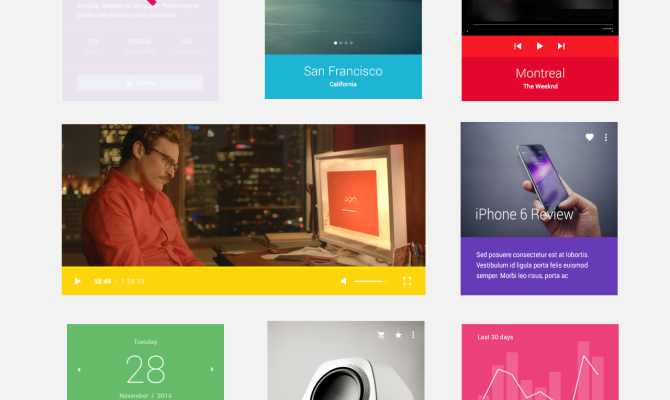 San Francisco
California
Montreal
The Weeknd
58:49 / 1:34:10
iPhone 6 Review
Sed posuere consectetur est at lobortis.
Vestibulum id ligula porta felis euismod
semper. Morbi leo risus, porta ac
Tuesday
28
November / 2014
Last 30 days